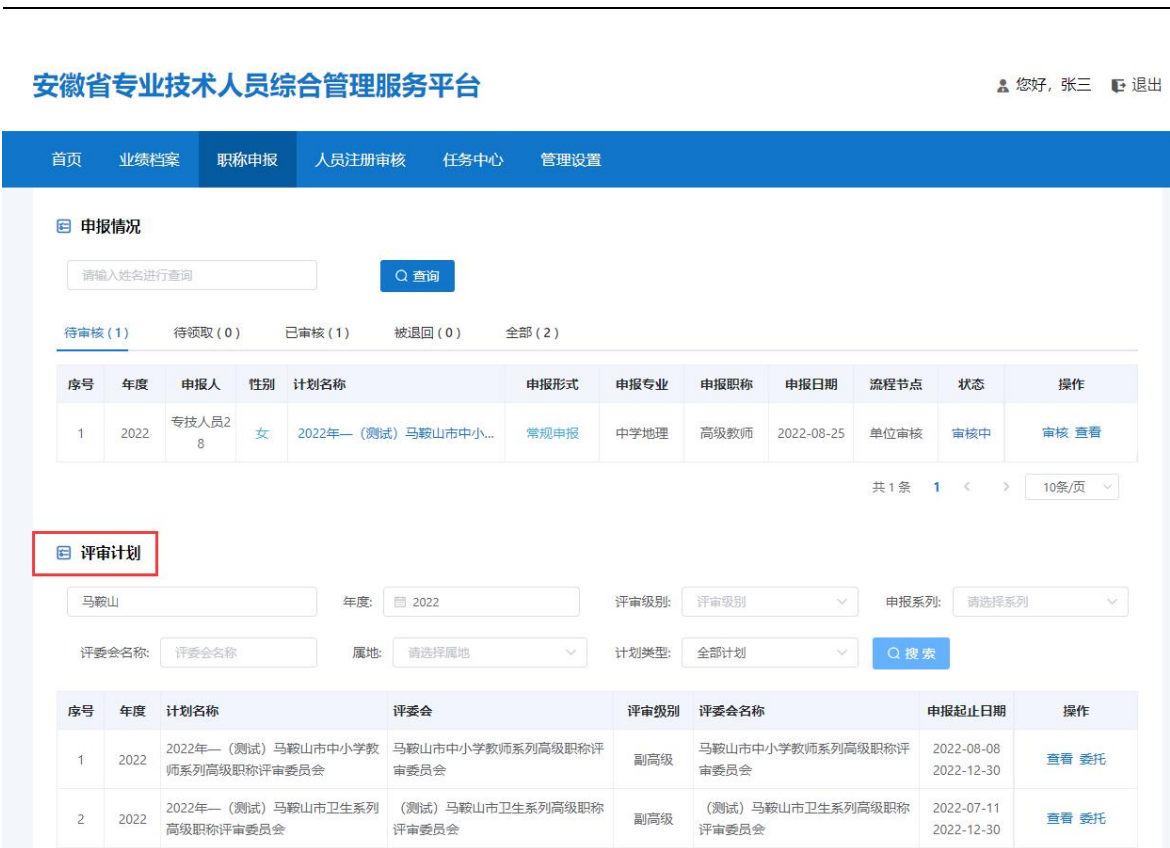 安徽省专业技术人员综合管理服务平台
您好, 张三 退出
首页 业绩档案 职称申报 人员注册审核 任务中心 管理设置
申报情况
请输入姓名进行查询 查询
待审核 ( 1 ) 待领取 ( 0 ) 已审核 ( 1 ) 被退回 ( 0 ) 全部 ( 2 )
序号 年度 申报人 性别 计划名称 申报形式 申报专业 申报职称 申报日期 流程节点 状态 操作
1 2022 专技人员2 女 2022年—（测试）马鞍山市中小... 常规申报 中学地理 高级教师 2022-08-25 单位审核 审核中 审核 查看
8
共 1 条 1 < > 10条/页
评审计划
马鞍山 年度: 2022 评审级别: 评审级别 申报系列: 请选择系列
评委会名称: 评委会名称 属地: 请选择属地 计划类型: 全部计划 搜 索
序号 年度 计划名称 评委会 评审级别 评委会名称 申报起止日期 操作
1 2022 2022年—（测试）马鞍山市中小学教 马鞍山市中小学教师系列高级职称评 副高级 马鞍山市中小学教师系列高级职称评 2022-08-08 查看 委托
师系列高级职称评审委员会 审委员会 审委员会 2022-12-30
2 2022 2022年—（测试）马鞍山市卫生系列 （测试）马鞍山市卫生系列高级职称 副高级 （测试）马鞍山市卫生系列高级职称 2022-07-11 查看 委托
高级职称评审委员会 评审委员会 评审委员会 2022-12-30